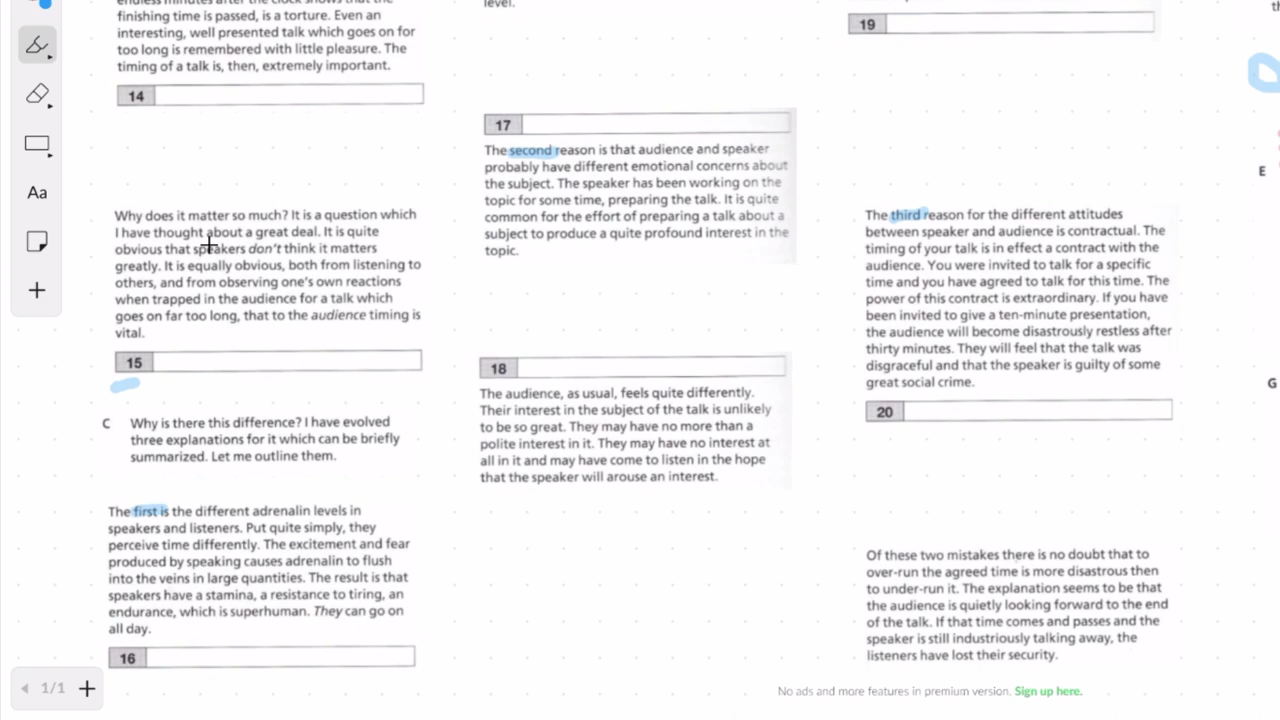 finishing time is passed, is a torture. Even an
interesting, well presented talk which goes on for
too long is remembered with little pleasure. The
timing of a talk is, then, extremely important.
14
Why does it matter so much? It is a question which
I have thought about a great deal. It is quite
obvious that speakers don't think it matters
greatly. It is equally obvious, both from listening to
others, and from observing one's own reactions
when trapped in the audience for a talk which
goes on far too long, that to the audience timing is
vital.
15
C Why is there this difference? I have evolved
three explanations for it which can be briefly
summarized. Let me outline them.
The first is the different adrenalin levels in
speakers and listeners. Put quite simply, they
perceive time differently. The excitement and fear
produced by speaking causes adrenalin to flush
into the veins in large quantities. The result is that
speakers have a stamina, a resistance to tiring, an
endurance, which is superhuman. They can go on
all day.
16
level.
17
The second reason is that audience and speaker
probably have different emotional concerns about
the subject. The speaker has been working on the
topic for some time, preparing the talk. It is quite
common for the effort of preparing a talk about a
subject to produce a quite profound interest in the
topic.
18
The audience, as usual, feels quite differently.
Their interest in the subject of the talk is unlikely
to be so great. They may have no more than a
polite interest in it. They may have no interest at
all in it and may have come to listen in the hope
that the speaker will arouse an interest.
19
The third reason for the different attitudes
between speaker and audience is contractual. The
timing of your talk is in effect a contract with the
audience. You were invited to talk for a specific
time and you have agreed to talk for this time. The
power of this contract is extraordinary. If you have
been invited to give a ten-minute presentation,
the audience will become disastrously restless after
thirty minutes. They will feel that the talk was
disgraceful and that the speaker is guilty of some
great social crime.
20
Of these two mistakes there is no doubt that to
over-run the agreed time is more disastrous then
to under-run it. The explanation seems to be that
the audience is quietly looking forward to the end
of the talk. If that time comes and passes and the
speaker is still industriously talking away, the
listeners have lost their security.
E
G
Aa
1/1
No ads and more features in premium version. Sign up here.